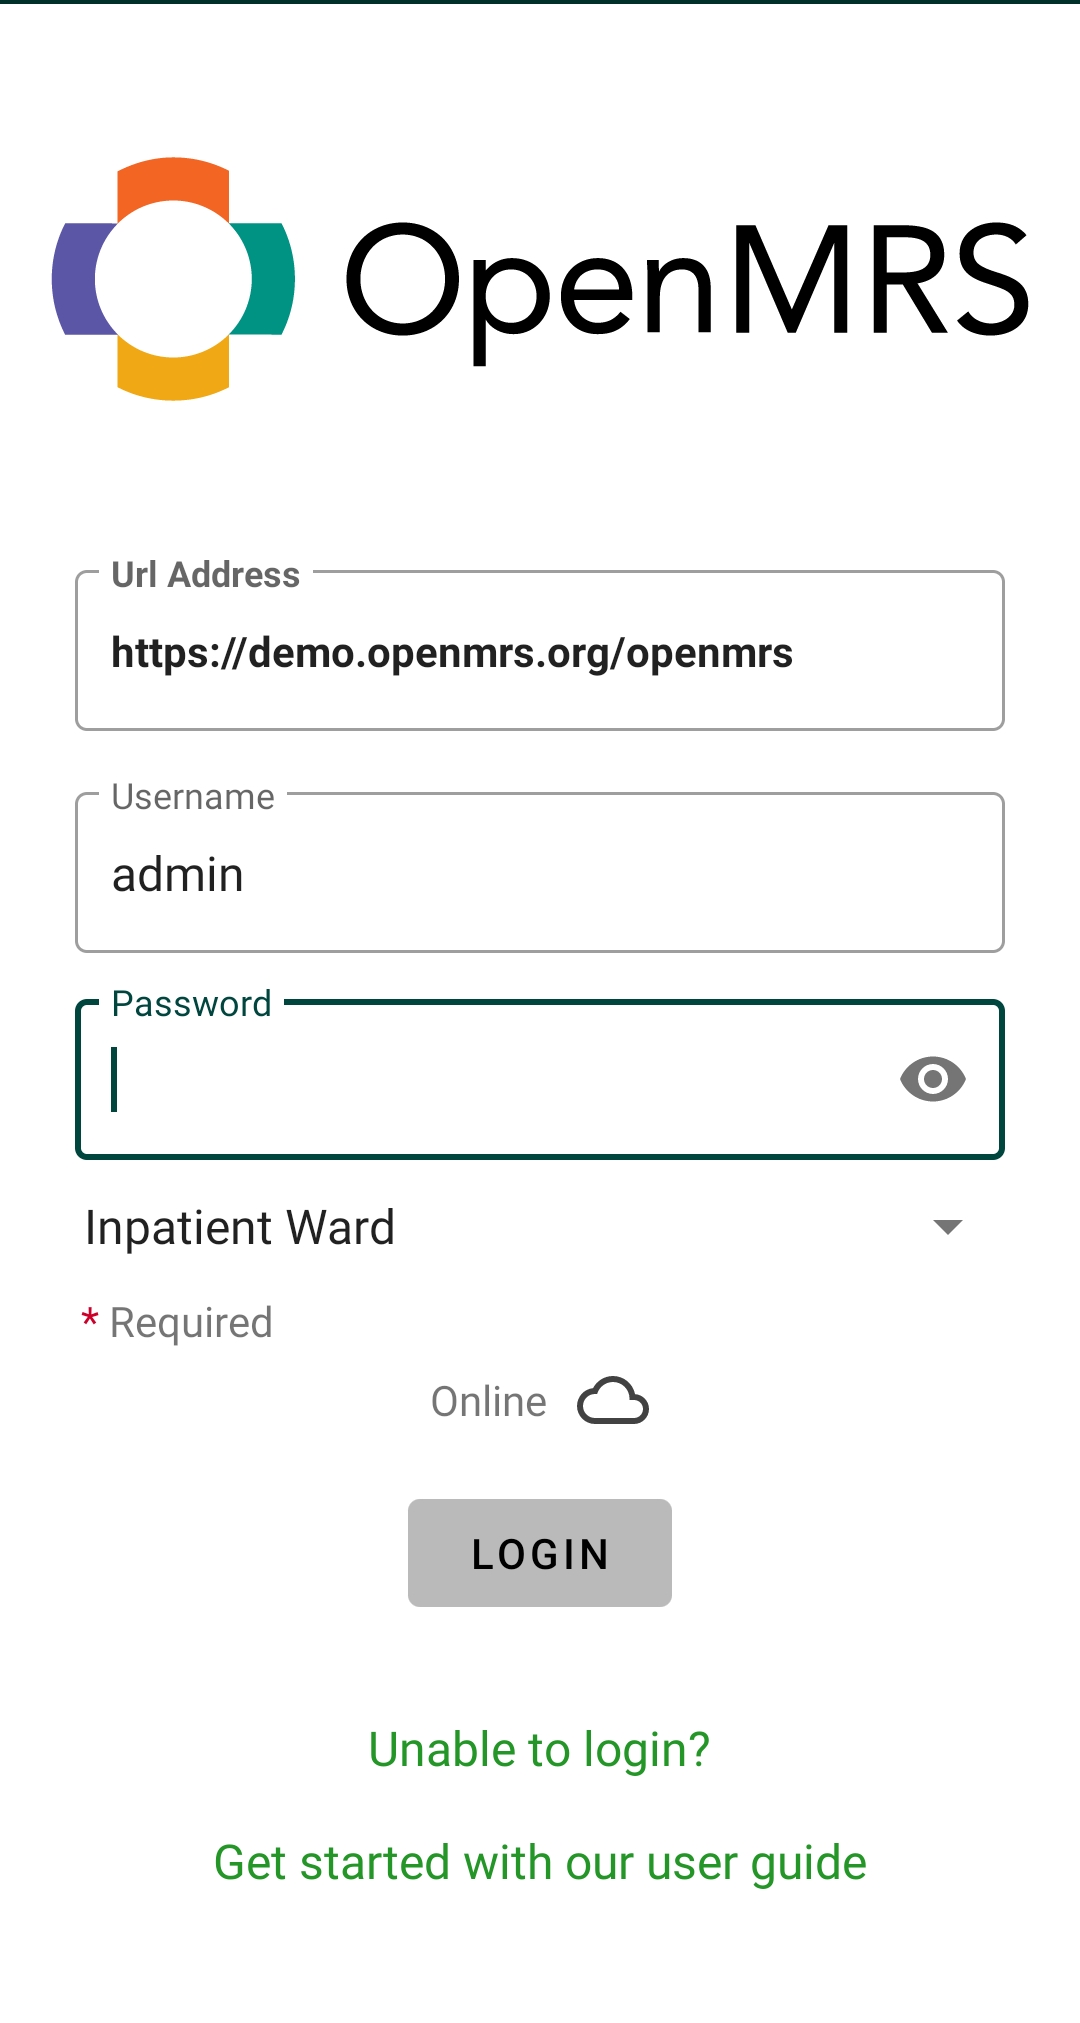 OpenMRS
Url Address
https://demo.openmrs.org/openmrs
Username
admin
Password
Inpatient Ward
* Required
Online
LOGIN
Unable to login?
Get started with our user guide